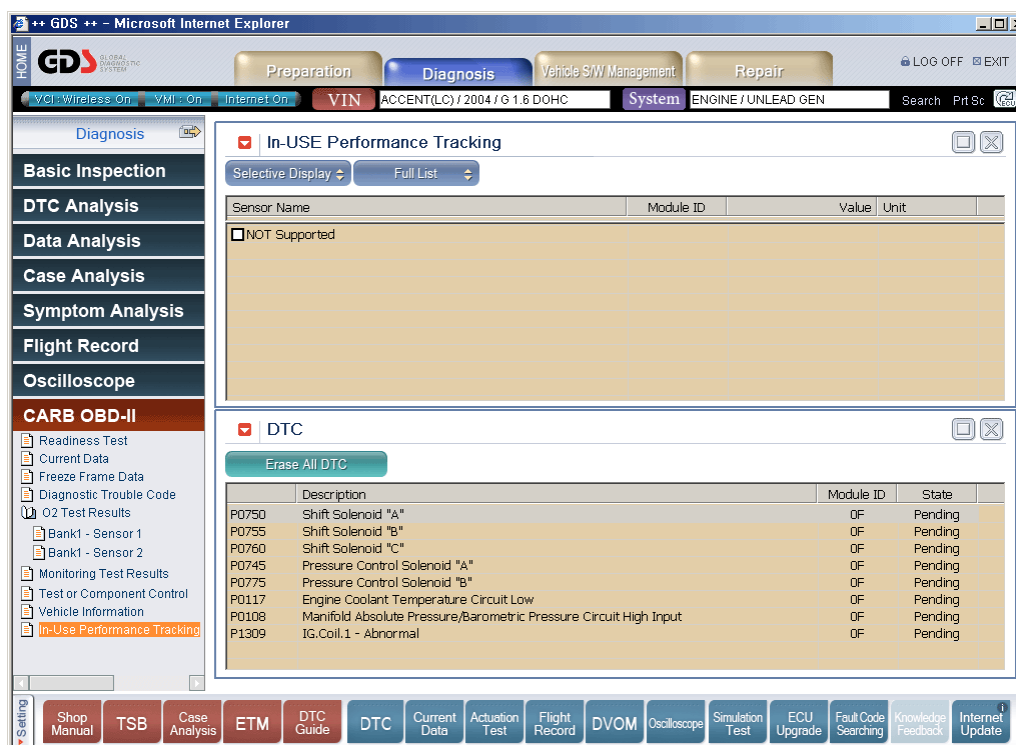 ++ GDS ++ - Microsoft Internet Explorer
HOME
GDS GLOBAL DIAGNOSTIC SYSTEM
Preparation
Diagnosis
Vehicle S/W Management
Repair
LOG OFF
EXIT
VCI : Wireless On
VMI : On
Internet On
VIN
ACCENT(LC) / 2004 / G 1.6 DOHC
System
ENGINE / UNLEAD GEN
Search
Prt Sc
ECU
Diagnosis
Basic Inspection
DTC Analysis
Data Analysis
Case Analysis
Symptom Analysis
Flight Record
Oscilloscope
CARB OBD-II
Readiness Test
Current Data
Freeze Frame Data
Diagnostic Trouble Code
O2 Test Results
Bank1 - Sensor 1
Bank1 - Sensor 2
Monitoring Test Results
Test or Component Control
Vehicle Information
In-Use Performance Tracking
In-USE Performance Tracking
Selective Display
Full List
Sensor Name Module ID Value Unit
NOT Supported
DTC
Erase All DTC
Description Module ID State
P0750 Shift Solenoid "A" 0F Pending
P0755 Shift Solenoid "B" 0F Pending
P0760 Shift Solenoid "C" 0F Pending
P0745 Pressure Control Solenoid "A" 0F Pending
P0775 Pressure Control Solenoid "B" 0F Pending
P0117 Engine Coolant Temperature Circuit Low 0F Pending
P0108 Manifold Absolute Pressure/Barometric Pressure Circuit High Input 0F Pending
P1309 IG.Coil.1 - Abnormal 0F Pending
Setting
Shop Manual
TSB
Case Analysis
ETM
DTC Guide
DTC
Current Data
Actuation Test
Flight Record
DVOM
Oscilloscope
Simulation Test
ECU Upgrade
Fault Code Searching
Knowledge Feedback
Internet Update